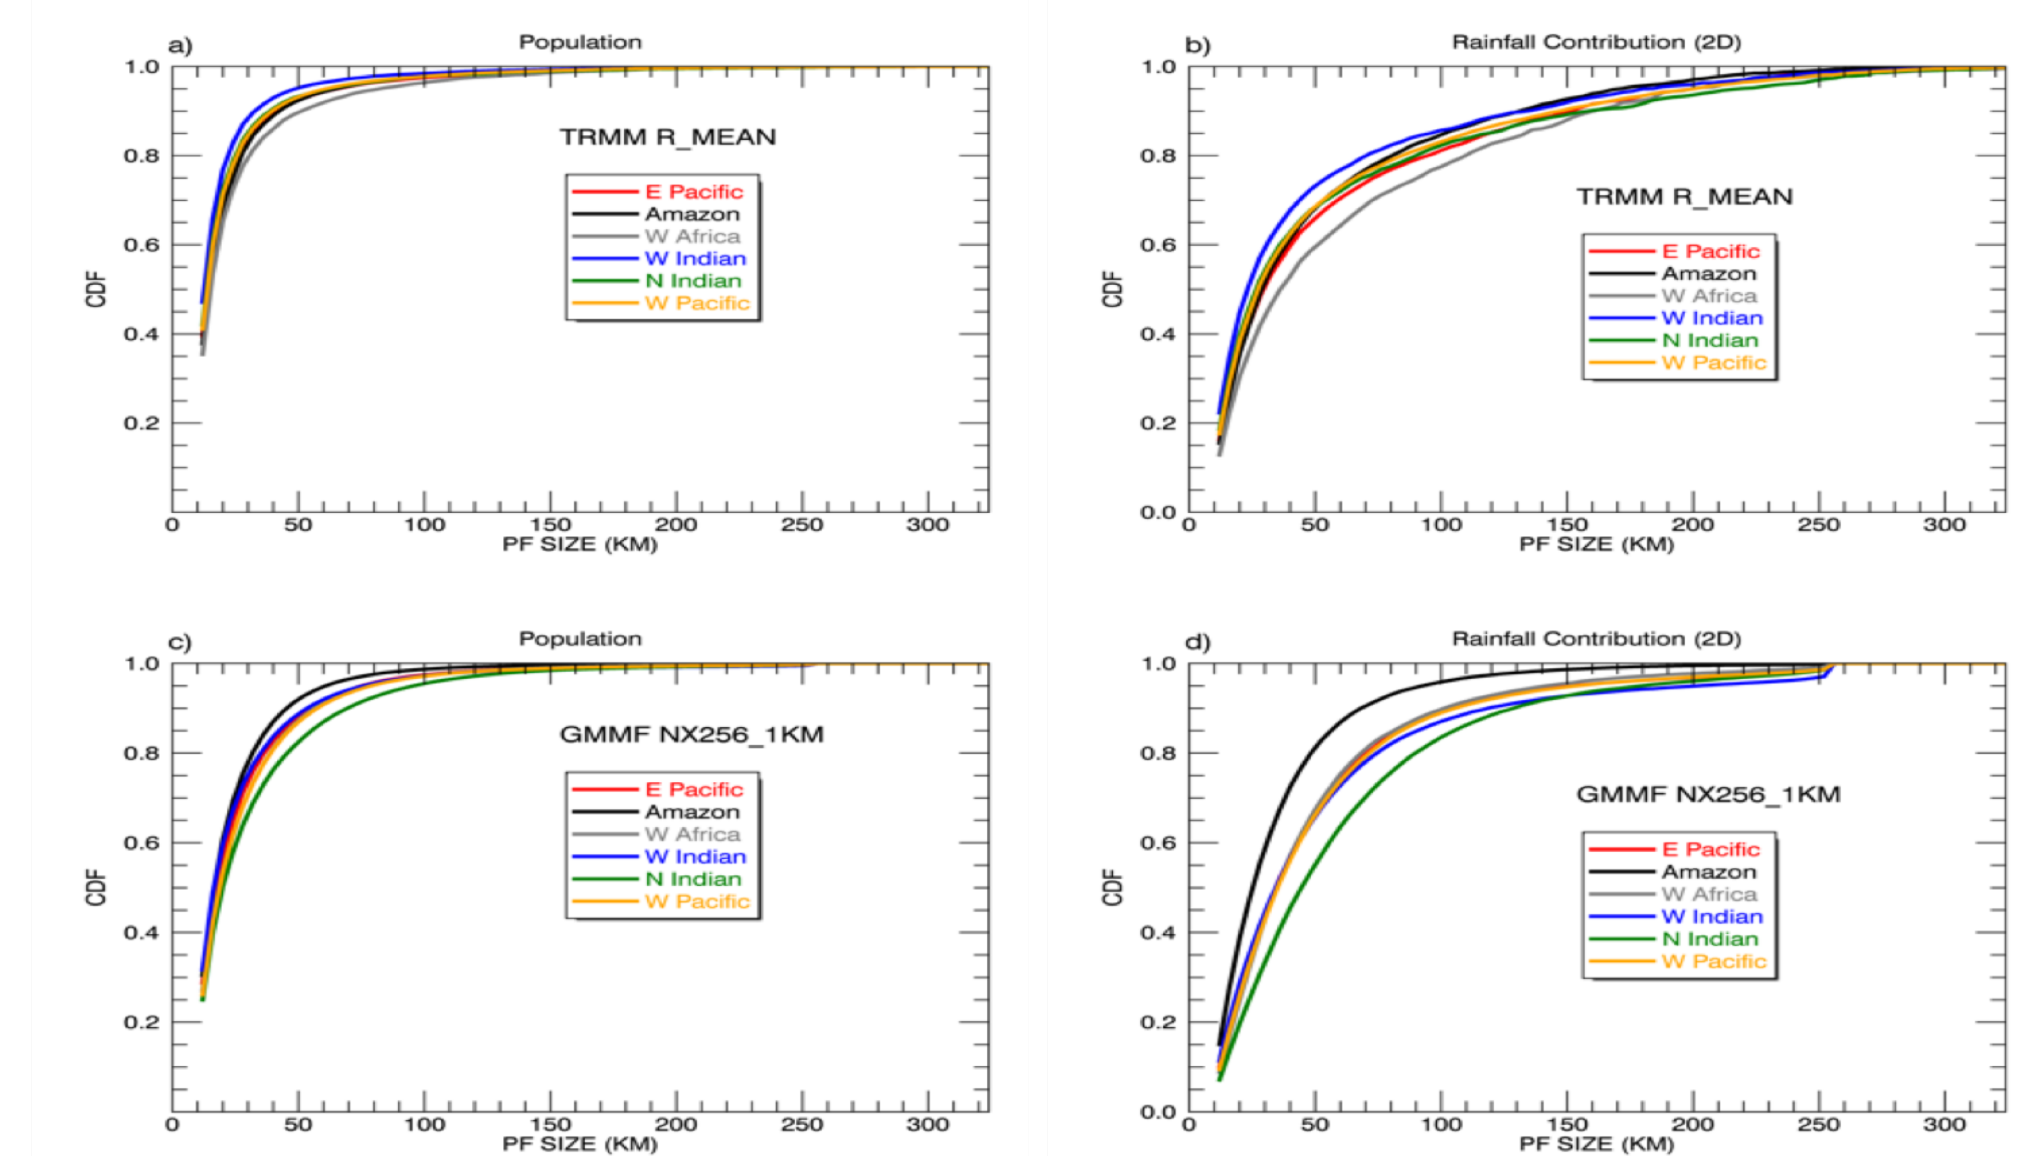 a) Population
1.0
0.8
0.6
0.4
0.2
CDF
TRMM R_MEAN
E Pacific
Amazon
W Africa
W Indian
N Indian
W Pacific
0 50 100 150 200 250 300
PF SIZE (KM)
b) Rainfall Contribution (2D)
1.0
0.8
0.6
0.4
0.2
0.0
CDF
TRMM R_MEAN
E Pacific
Amazon
W Africa
W Indian
N Indian
W Pacific
0 50 100 150 200 250 300
PF SIZE (KM)
c) Population
1.0
0.8
0.6
0.4
0.2
CDF
GMMF NX256_1KM
E Pacific
Amazon
W Africa
W Indian
N Indian
W Pacific
0 50 100 150 200 250 300
PF SIZE (KM)
d) Rainfall Contribution (2D)
1.0
0.8
0.6
0.4
0.2
0.0
CDF
GMMF NX256_1KM
E Pacific
Amazon
W Africa
W Indian
N Indian
W Pacific
0 50 100 150 200 250 300
PF SIZE (KM)